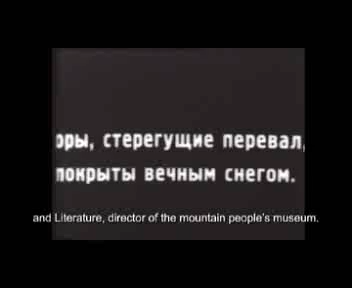 оры, стерегущие перевал,
покрыты вечным снегом.
and Literature, director of the mountain people's museum.